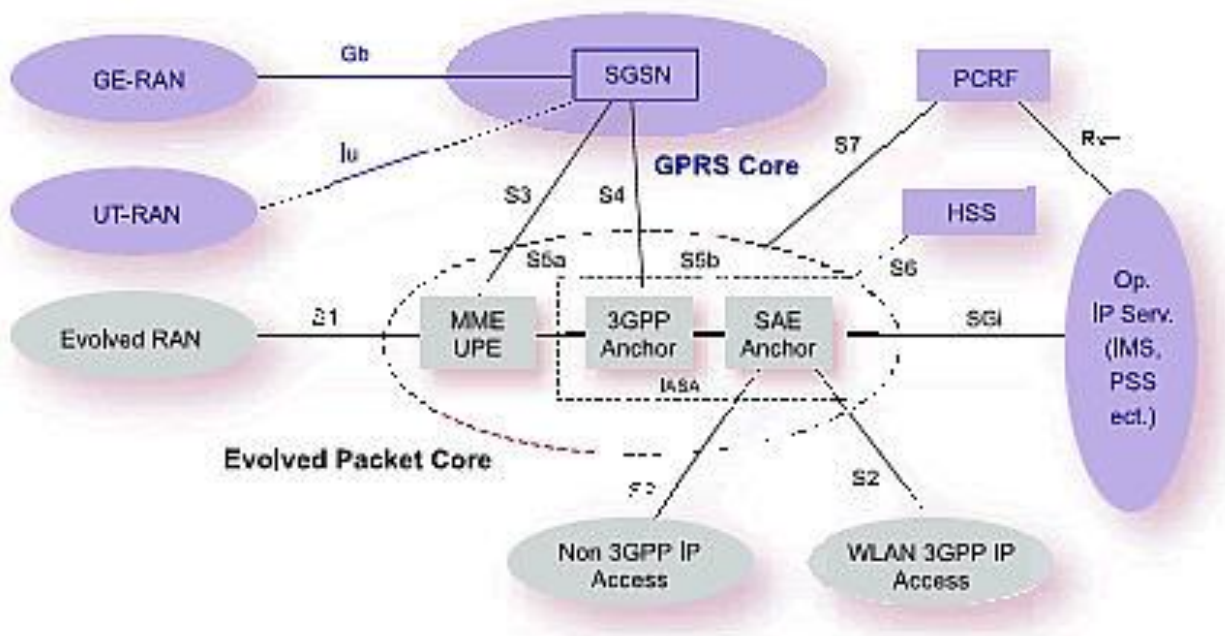 Gb
SGSN
PCRF
GE-RAN
Iu
GPRS Core
S7
S3
S4
UT-RAN
HSS
S5a
S5b
S6
Op.
IP Serv.
(IMS,
PSS
ect.)
Evolved RAN
MME
UPE
3GPP
Anchor
SAE
Anchor
SGi
IASA
Evolved Packet Core
S2
Non 3GPP IP
Access
WLAN 3GPP IP
Access